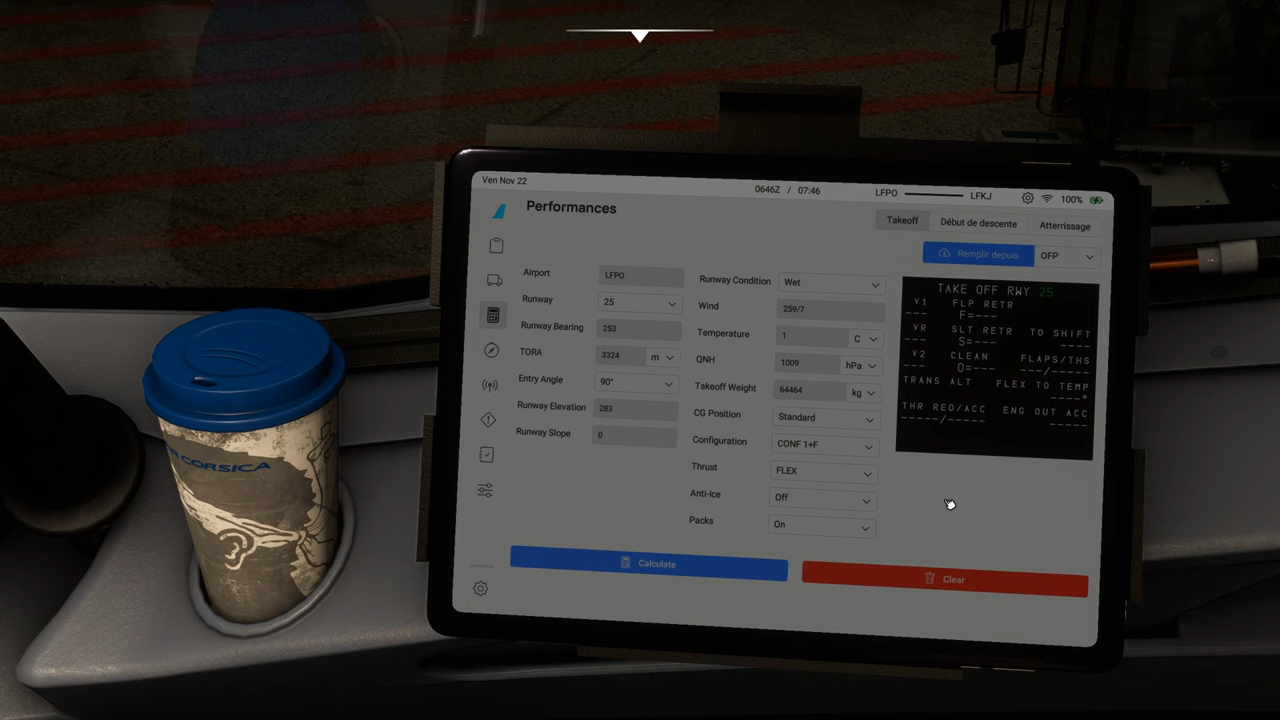 Ven Nov 22
0646Z / 07:46
LFPO
LFKJ
100%
Performances
Takeoff
Début de descente
Atterrissage
Remplir depuis
OFP
Airport
LFPO
Runway
25
Runway Bearing
253
TORA
3324
m
Entry Angle
90°
Runway Elevation
283
Runway Slope
0
Runway Condition
Wet
Wind
259/7
Temperature
1
C
QNH
1009
hPa
Takeoff Weight
64464
kg
CG Position
Standard
Configuration
CONF 1+F
Thrust
FLEX
Anti-Ice
Off
Packs
On
TAKE OFF RWY 25
V1 FLP RETR
--- F=---
VR SLT RETR TO SHIFT
--- S=--- ----
V2 CLEAN FLAPS/THS
--- O=--- ---/-----
TRANS ALT FLEX TO TEMP
----°
THR RED/ACC ENG OUT ACC
-----/----- -----
Calculate
Clear
CORSICA